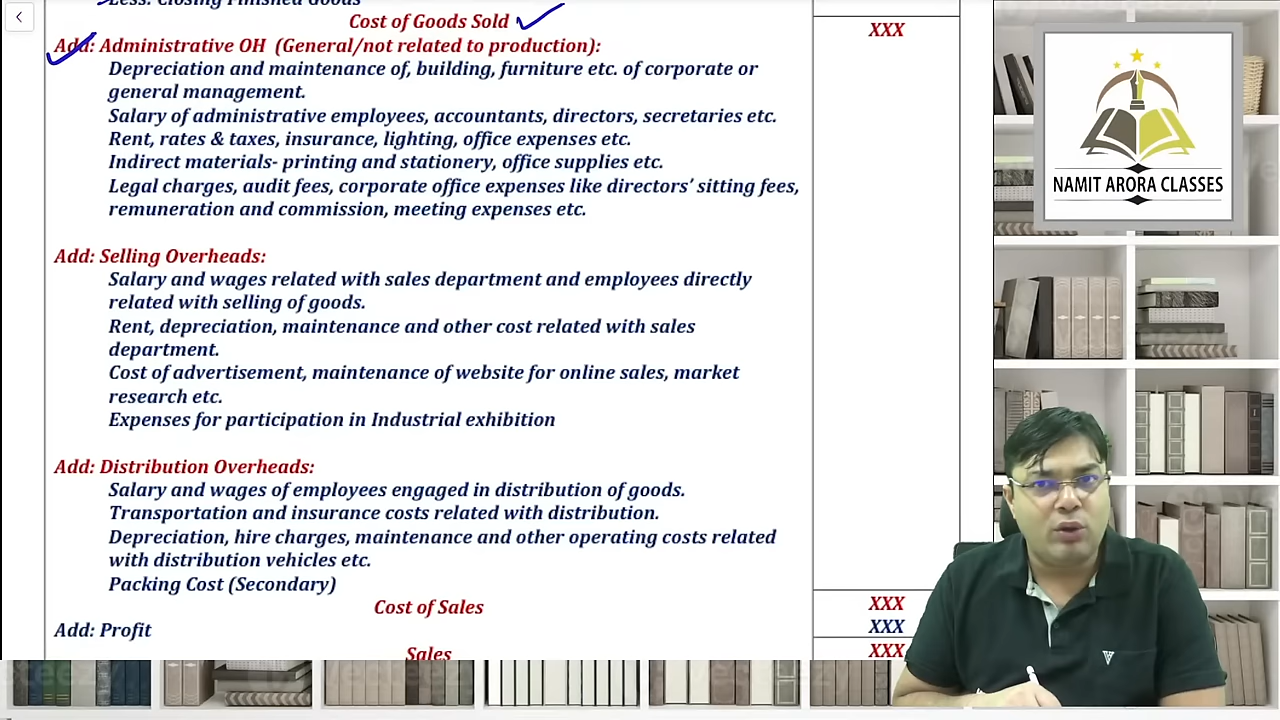 Less: Closing Finished Goods
Cost of Goods Sold
XXX
Add: Administrative OH (General/not related to production):
Depreciation and maintenance of, building, furniture etc. of corporate or
general management.
Salary of administrative employees, accountants, directors, secretaries etc.
Rent, rates & taxes, insurance, lighting, office expenses etc.
Indirect materials- printing and stationery, office supplies etc.
Legal charges, audit fees, corporate office expenses like directors’ sitting fees,
remuneration and commission, meeting expenses etc.
Add: Selling Overheads:
Salary and wages related with sales department and employees directly
related with selling of goods.
Rent, depreciation, maintenance and other cost related with sales
department.
Cost of advertisement, maintenance of website for online sales, market
research etc.
Expenses for participation in Industrial exhibition
Add: Distribution Overheads:
Salary and wages of employees engaged in distribution of goods.
Transportation and insurance costs related with distribution.
Depreciation, hire charges, maintenance and other operating costs related
with distribution vehicles etc.
Packing Cost (Secondary)
Cost of Sales
XXX
Add: Profit
XXX
Sales
XXX
NAMIT ARORA CLASSES